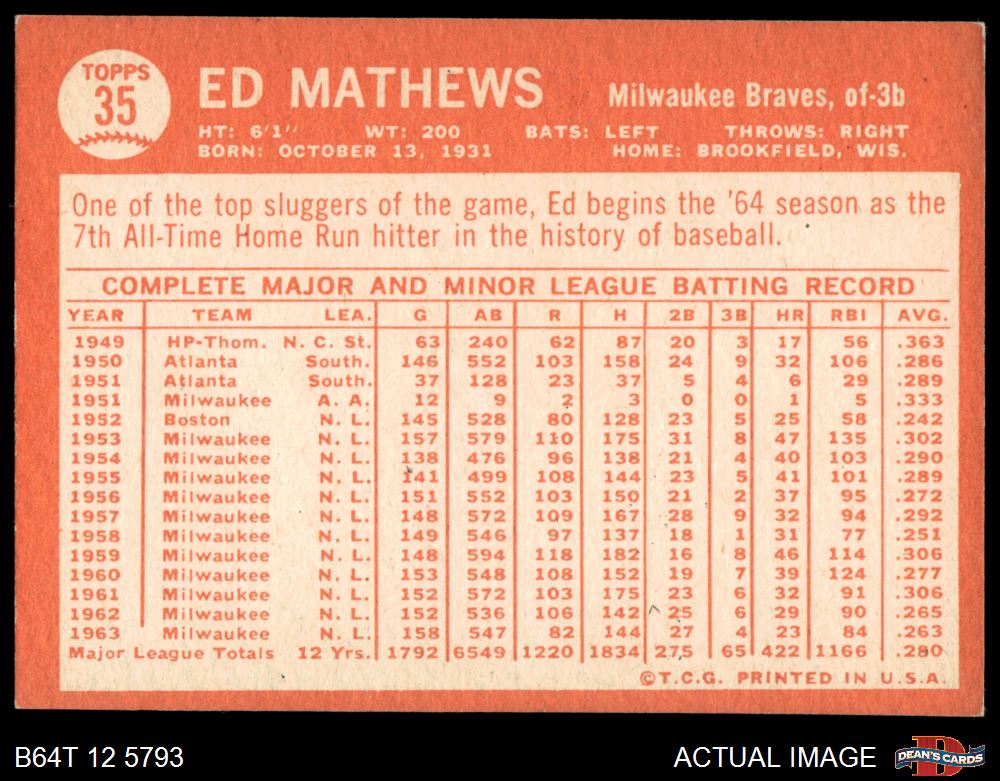 TOPPS
35
ED MATHEWS
Milwaukee Braves, of-3b
HT: 6'1" WT: 200 BATS: LEFT THROWS: RIGHT
BORN: OCTOBER 13, 1931 HOME: BROOKFIELD, WIS.
One of the top sluggers of the game, Ed begins the '64 season as the
7th All-Time Home Run hitter in the history of baseball.
COMPLETE MAJOR AND MINOR LEAGUE BATTING RECORD
YEAR TEAM LEA. G AB R H 2B 3B HR RBI AVG.
1949 HP-Thom. N. C. St. 63 240 62 87 20 3 17 56 .363
1950 Atlanta South. 146 552 103 158 24 9 32 106 .286
1951 Atlanta South. 37 128 23 37 5 4 6 29 .289
1951 Milwaukee A. A. 12 9 2 3 0 0 1 5 .333
1952 Boston N. L. 145 528 80 128 23 5 25 58 .242
1953 Milwaukee N. L. 157 579 110 175 31 8 47 135 .302
1954 Milwaukee N. L. 138 476 96 138 21 4 40 103 .290
1955 Milwaukee N. L. 141 499 108 144 23 5 41 101 .289
1956 Milwaukee N. L. 151 552 103 150 21 2 37 95 .272
1957 Milwaukee N. L. 148 572 109 167 28 9 32 94 .292
1958 Milwaukee N. L. 149 546 97 137 18 1 31 77 .251
1959 Milwaukee N. L. 148 594 118 182 16 8 46 114 .306
1960 Milwaukee N. L. 153 548 108 152 19 7 39 124 .277
1961 Milwaukee N. L. 152 572 103 175 23 6 32 91 .306
1962 Milwaukee N. L. 152 536 106 142 25 6 29 90 .265
1963 Milwaukee N. L. 158 547 82 144 27 4 23 84 .263
Major League Totals 12 Yrs. 1792 6549 1220 1834 275 65 422 1166 .280
©T.C.G. PRINTED IN U.S.A.
B64T 12 5793
ACTUAL IMAGE
DEAN'S CARDS